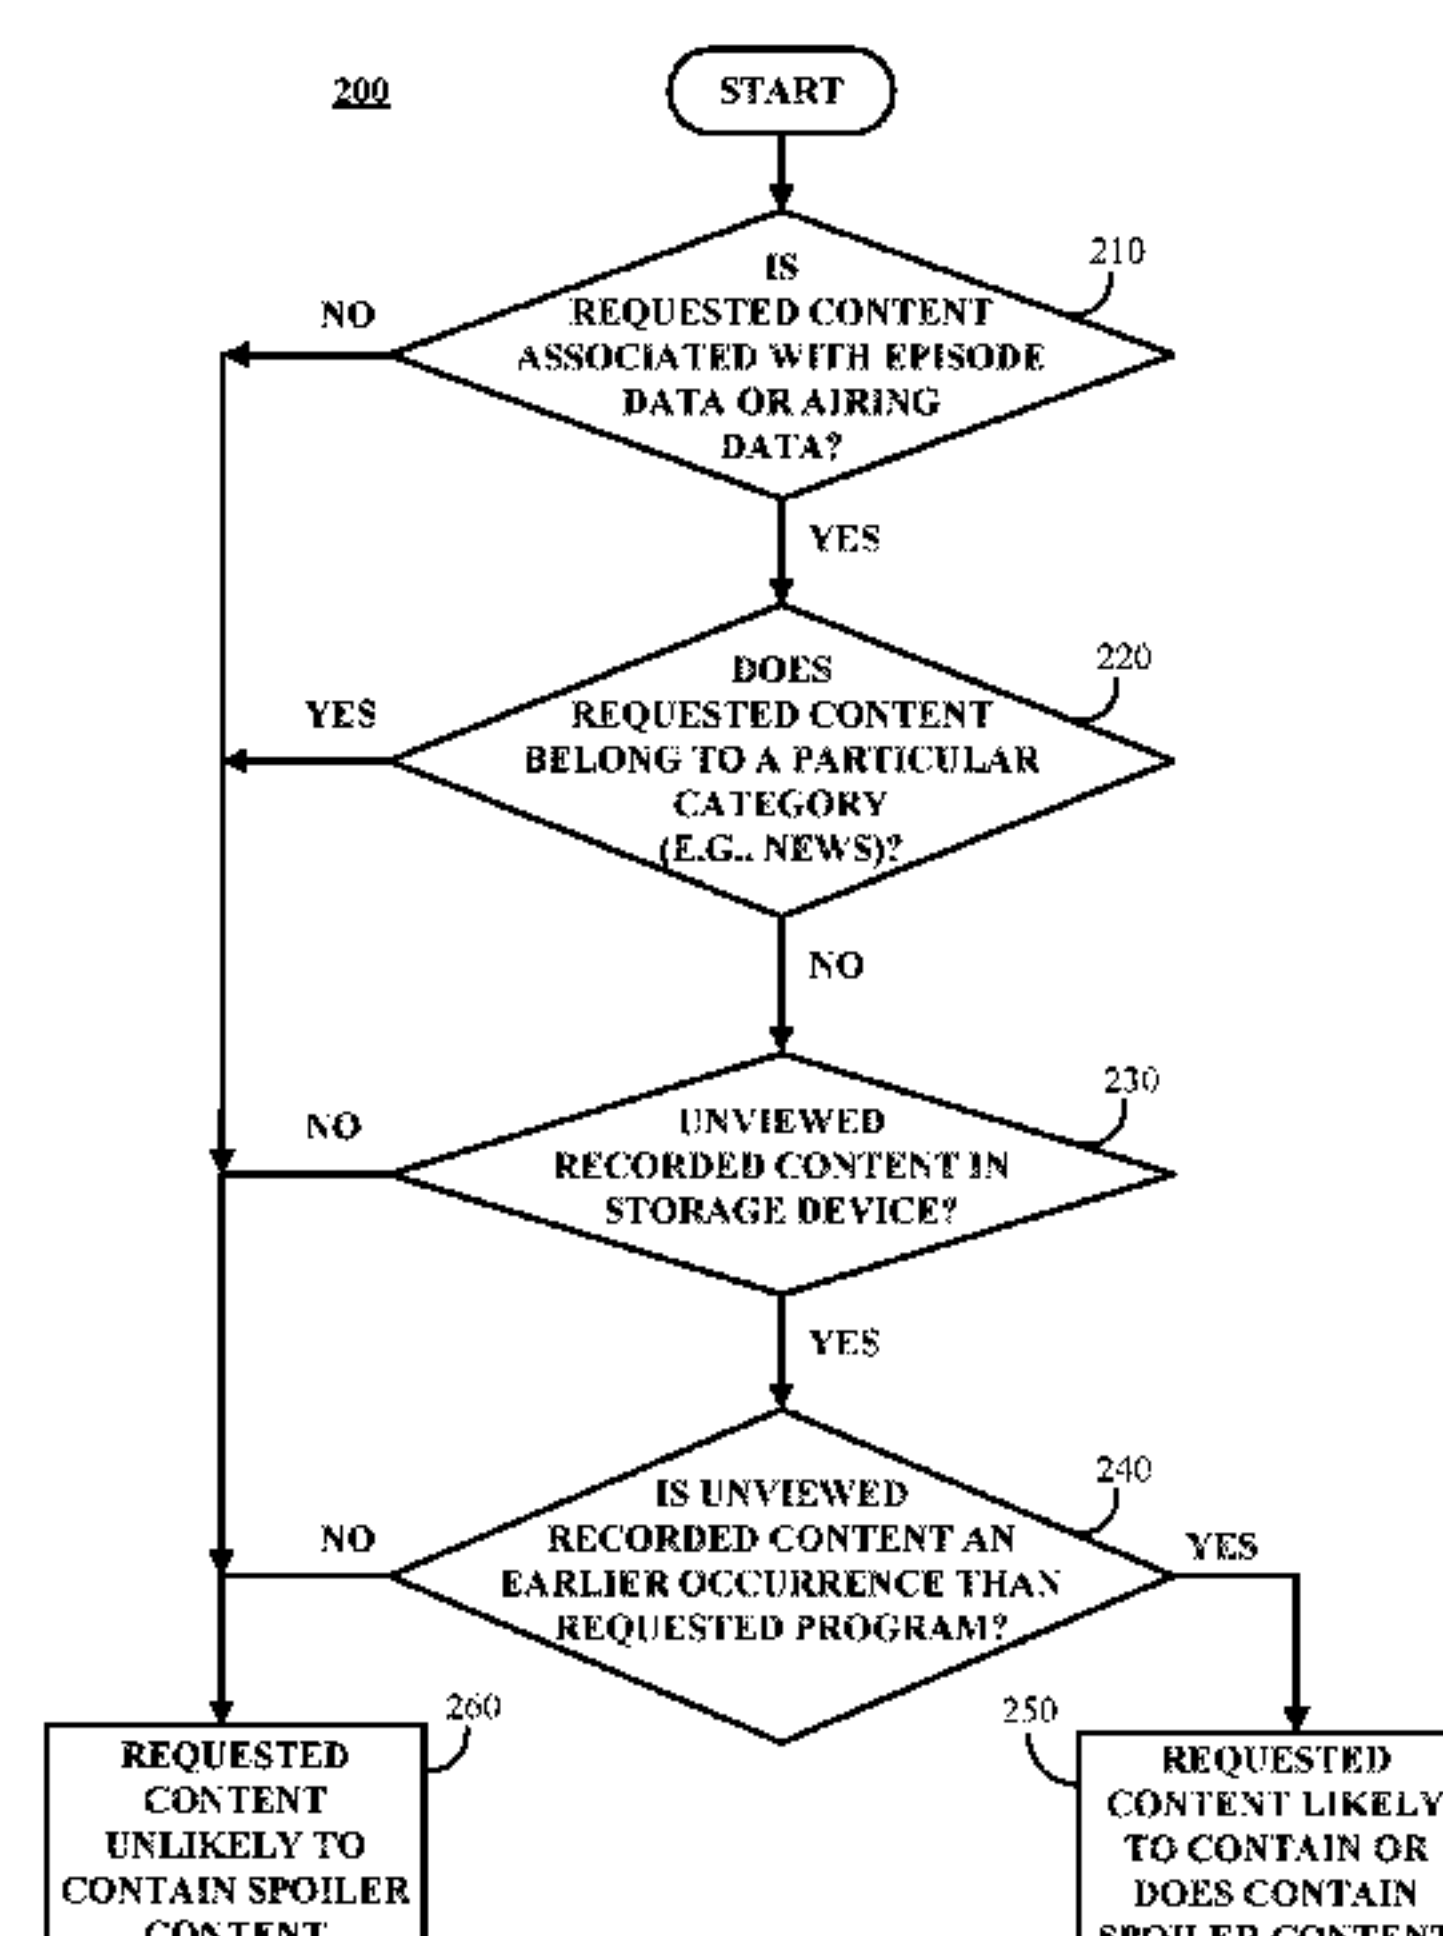 200
START
210
IS
REQUESTED CONTENT
ASSOCIATED WITH EPISODE
DATA OR AIRING
DATA?
NO
YES
220
DOES
REQUESTED CONTENT
BELONG TO A PARTICULAR
CATEGORY
(E.G., NEWS)?
YES
NO
230
UNVIEWED
RECORDED CONTENT IN
STORAGE DEVICE?
NO
YES
240
IS UNVIEWED
RECORDED CONTENT AN
EARLIER OCCURRENCE THAN
REQUESTED PROGRAM?
NO
YES
260
REQUESTED
CONTENT
UNLIKELY TO
CONTAIN SPOILER
CONTENT
250
REQUESTED
CONTENT LIKELY
TO CONTAIN OR
DOES CONTAIN
SPOILER CONTENT